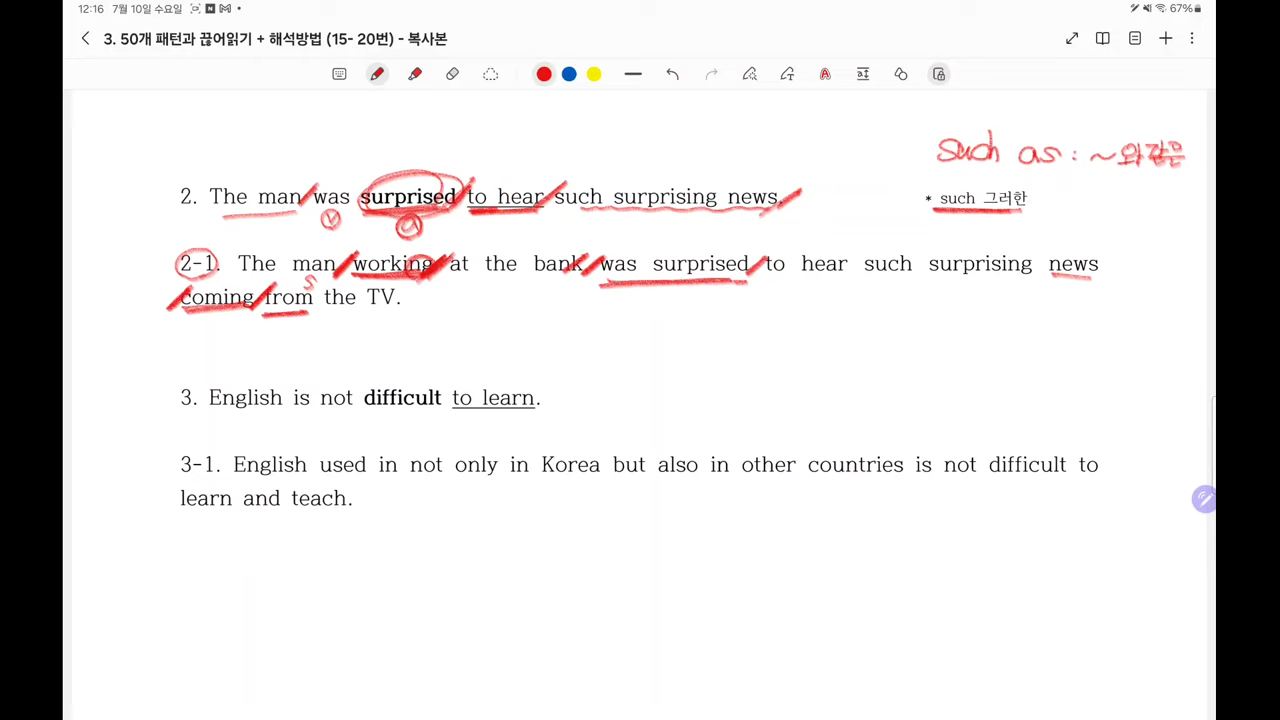 12:16 7월 10일 수요일 67%
3. 50개 패턴과 끊어읽기 + 해석방법 (15- 20번) - 복사본
such as : ~와 같은
2. The man was surprised to hear such surprising news.
* such 그러한
V
a
2-1. The man working at the bank was surprised to hear such surprising news
s
coming from the TV.
3. English is not difficult to learn.
3-1. English used in not only in Korea but also in other countries is not difficult to
learn and teach.